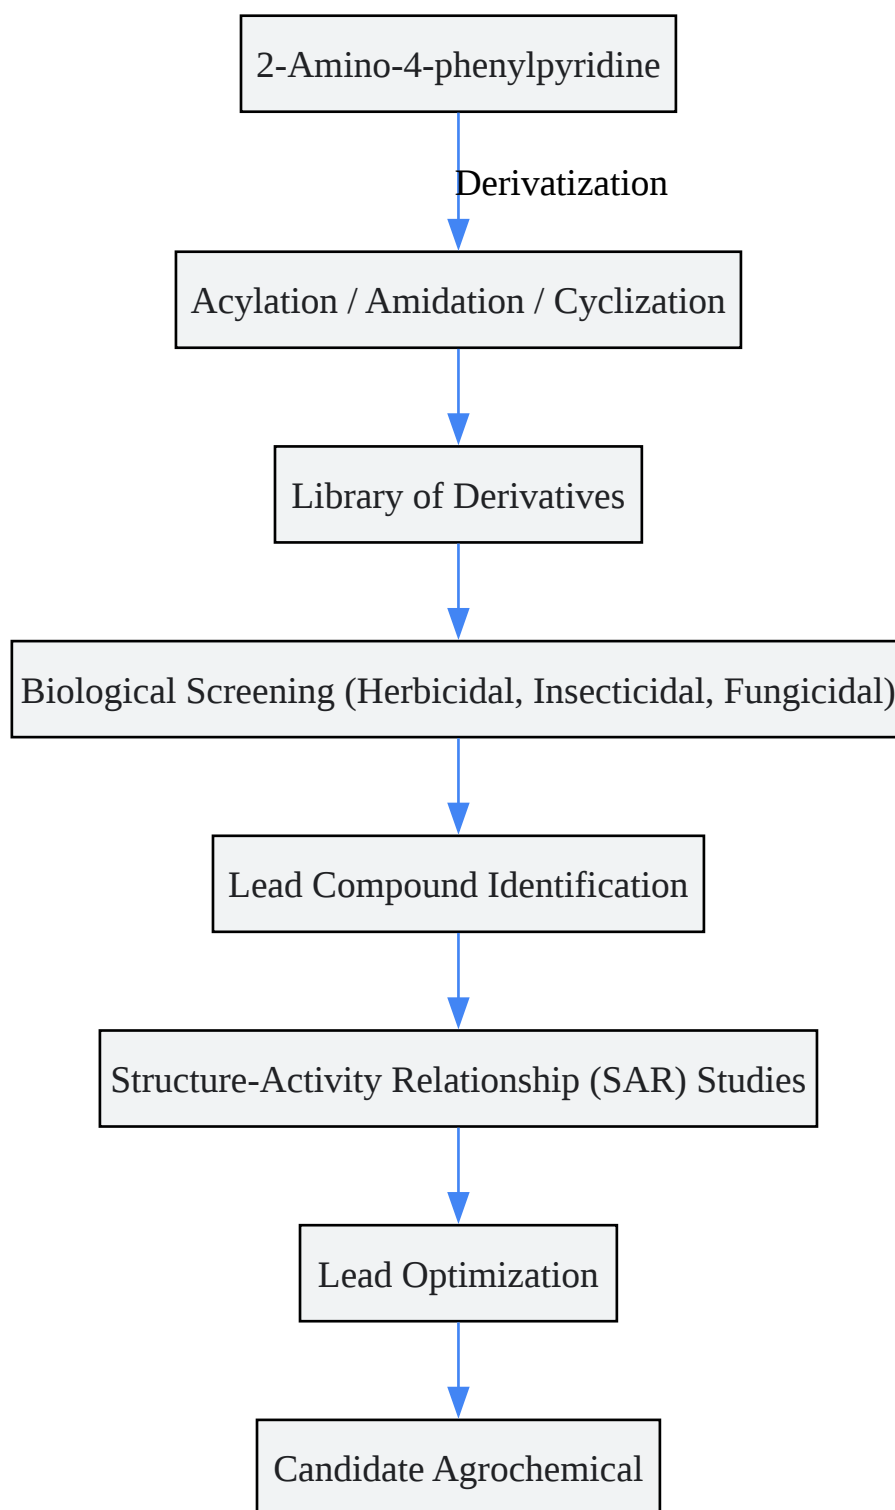 2-Amino-4-phenylpyridine
Derivatization
Acylation / Amidation / Cyclization
Library of Derivatives
Biological Screening (Herbicidal, Insecticidal, Fungicidal)
Lead Compound Identification
Structure-Activity Relationship (SAR) Studies
Lead Optimization
Candidate Agrochemical